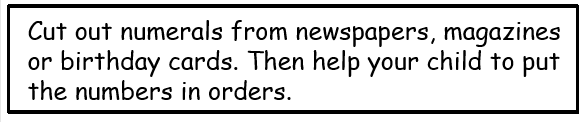 Cut out numerals from newspapers, magazines
or birthday cards. Then help your child to put
the numbers in orders.